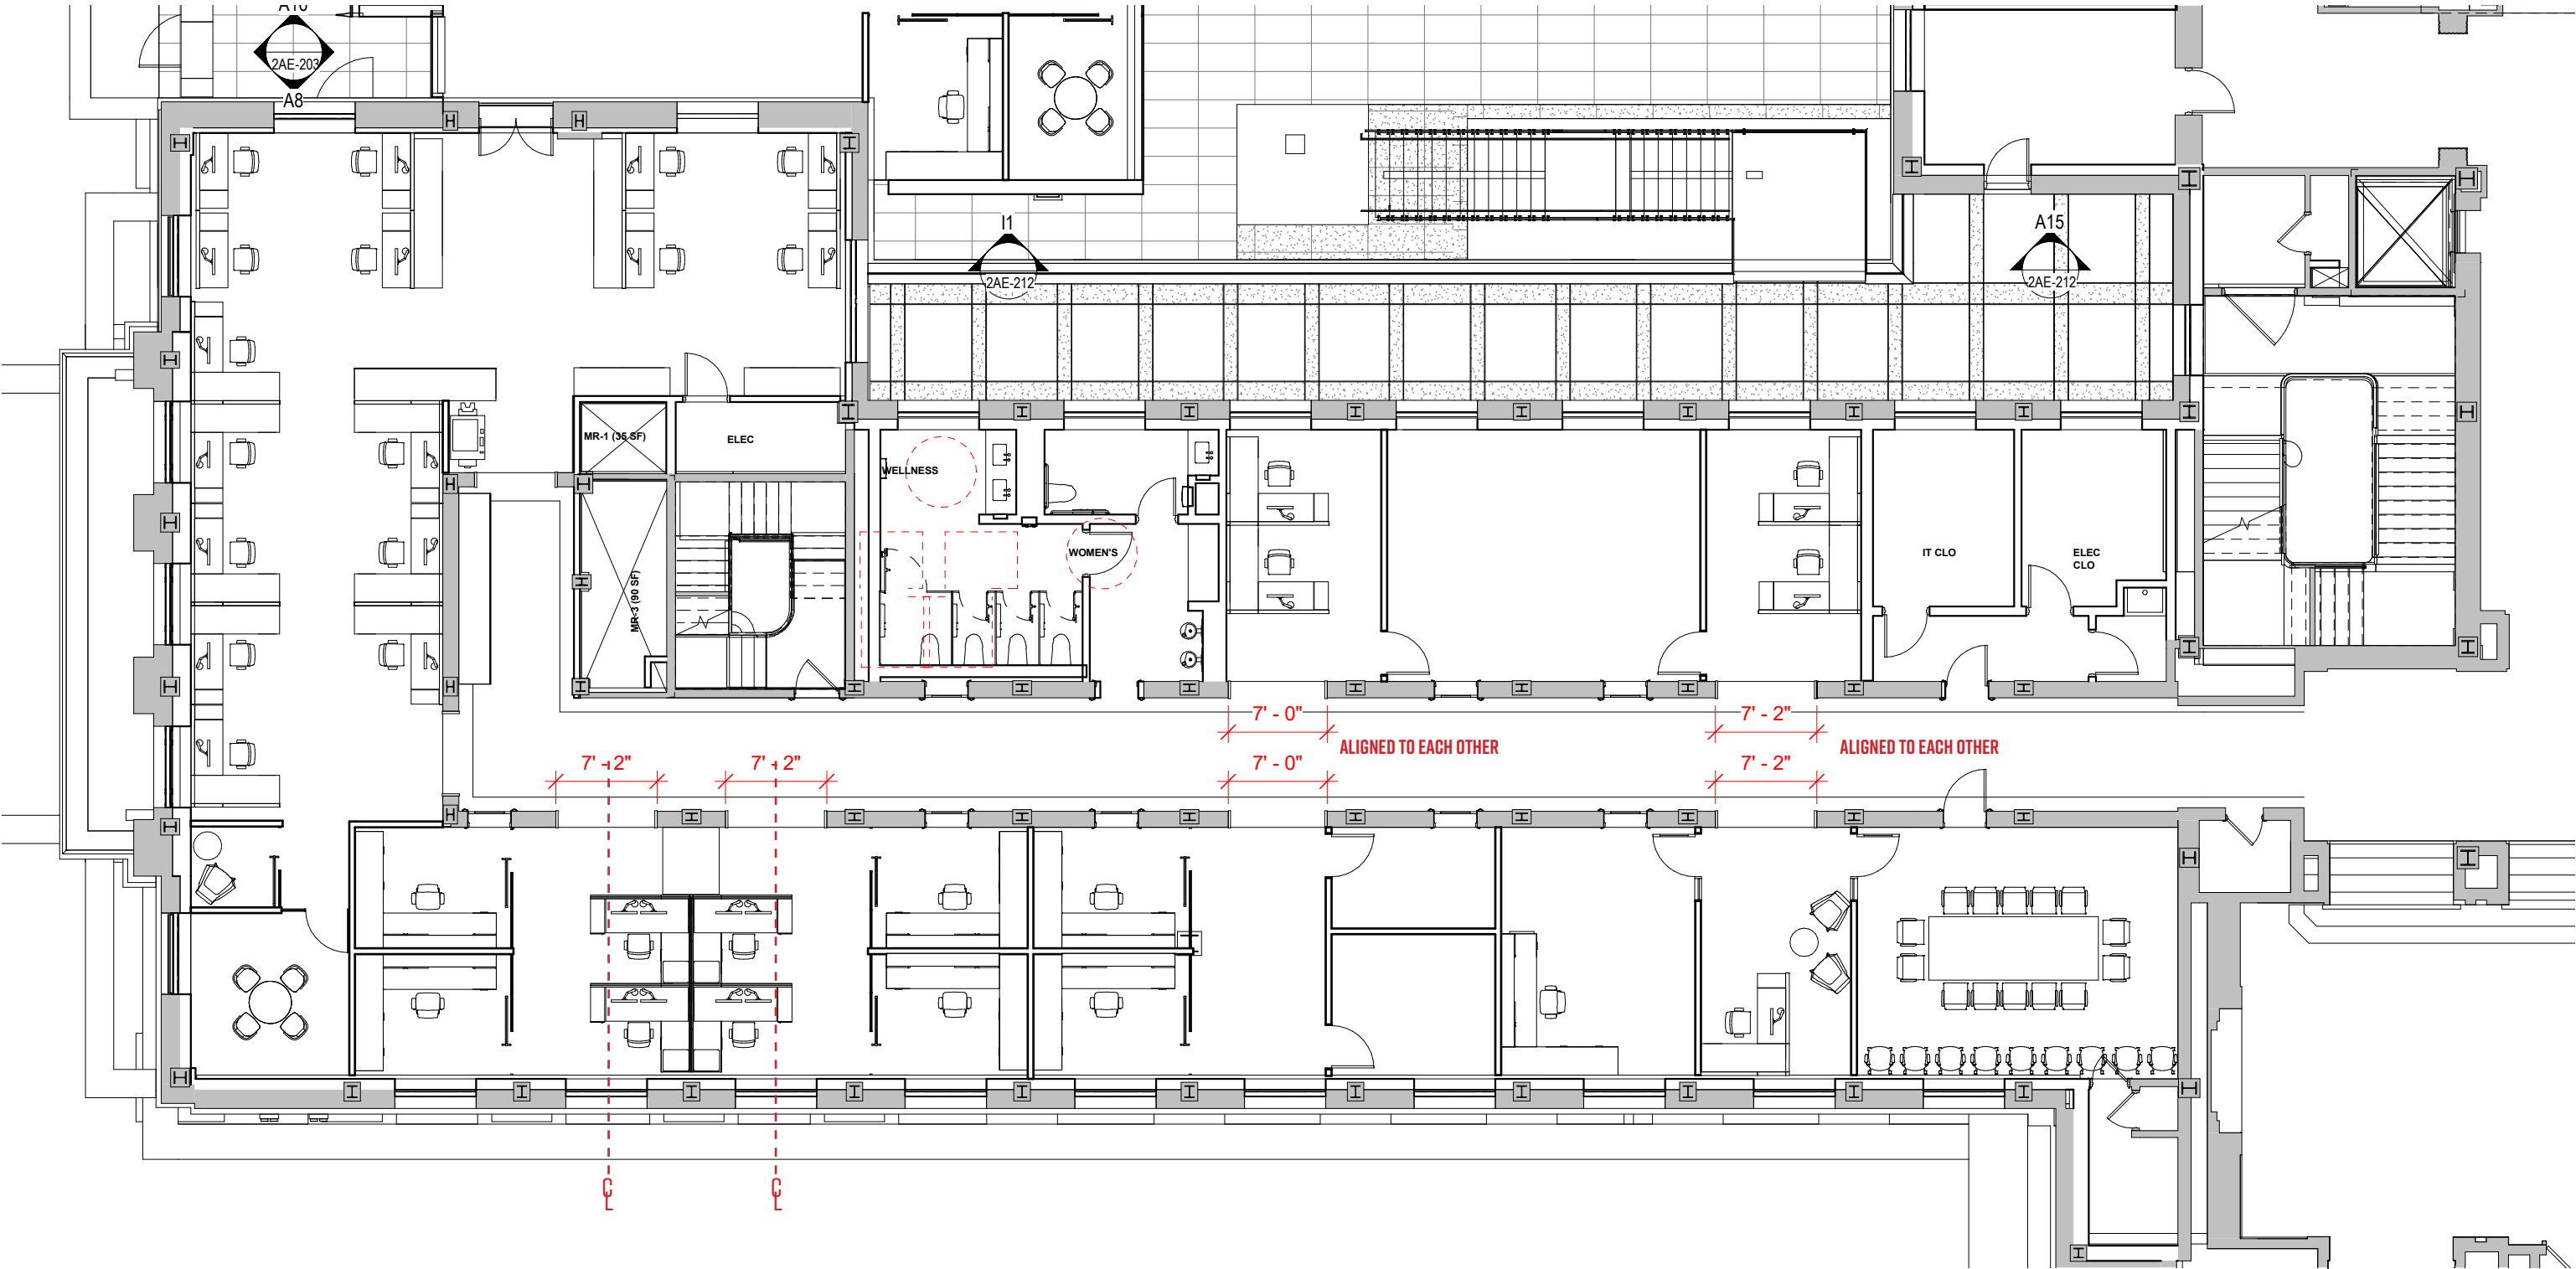 A10
2AE-203
A8
I1
2AE-212
A15
2AE-212
MR-1 (35 SF)
ELEC
WELLNESS
WOMEN'S
IT CLO
ELEC
CLO
MR-3 (90 SF)
7' - 0"
7' - 2"
ALIGNED TO EACH OTHER
ALIGNED TO EACH OTHER
7' - 2"
7' - 2"
7' - 0"
7' - 2"
CL
CL